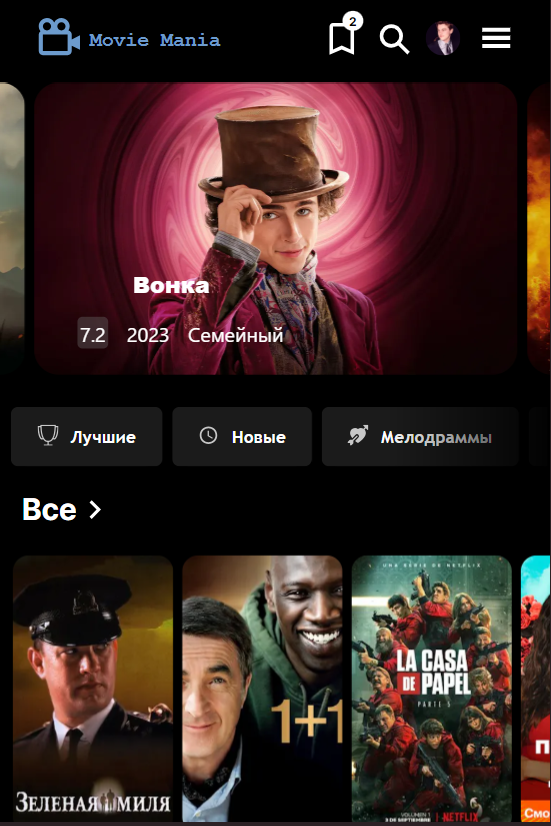 2
Movie Mania
Вонка
7.2 2023 Семейный
Лучшие Новые Мелодраммы
Все
ЗЕЛЕНАЯ МИЛЯ
1+1
UNA SERIE DE NETFLIX
LA CASA
DE PAPEL
PARTE 5
VOLUMEN 1
3 DE SEPTIEMBRE | NETFLIX
П
Смо